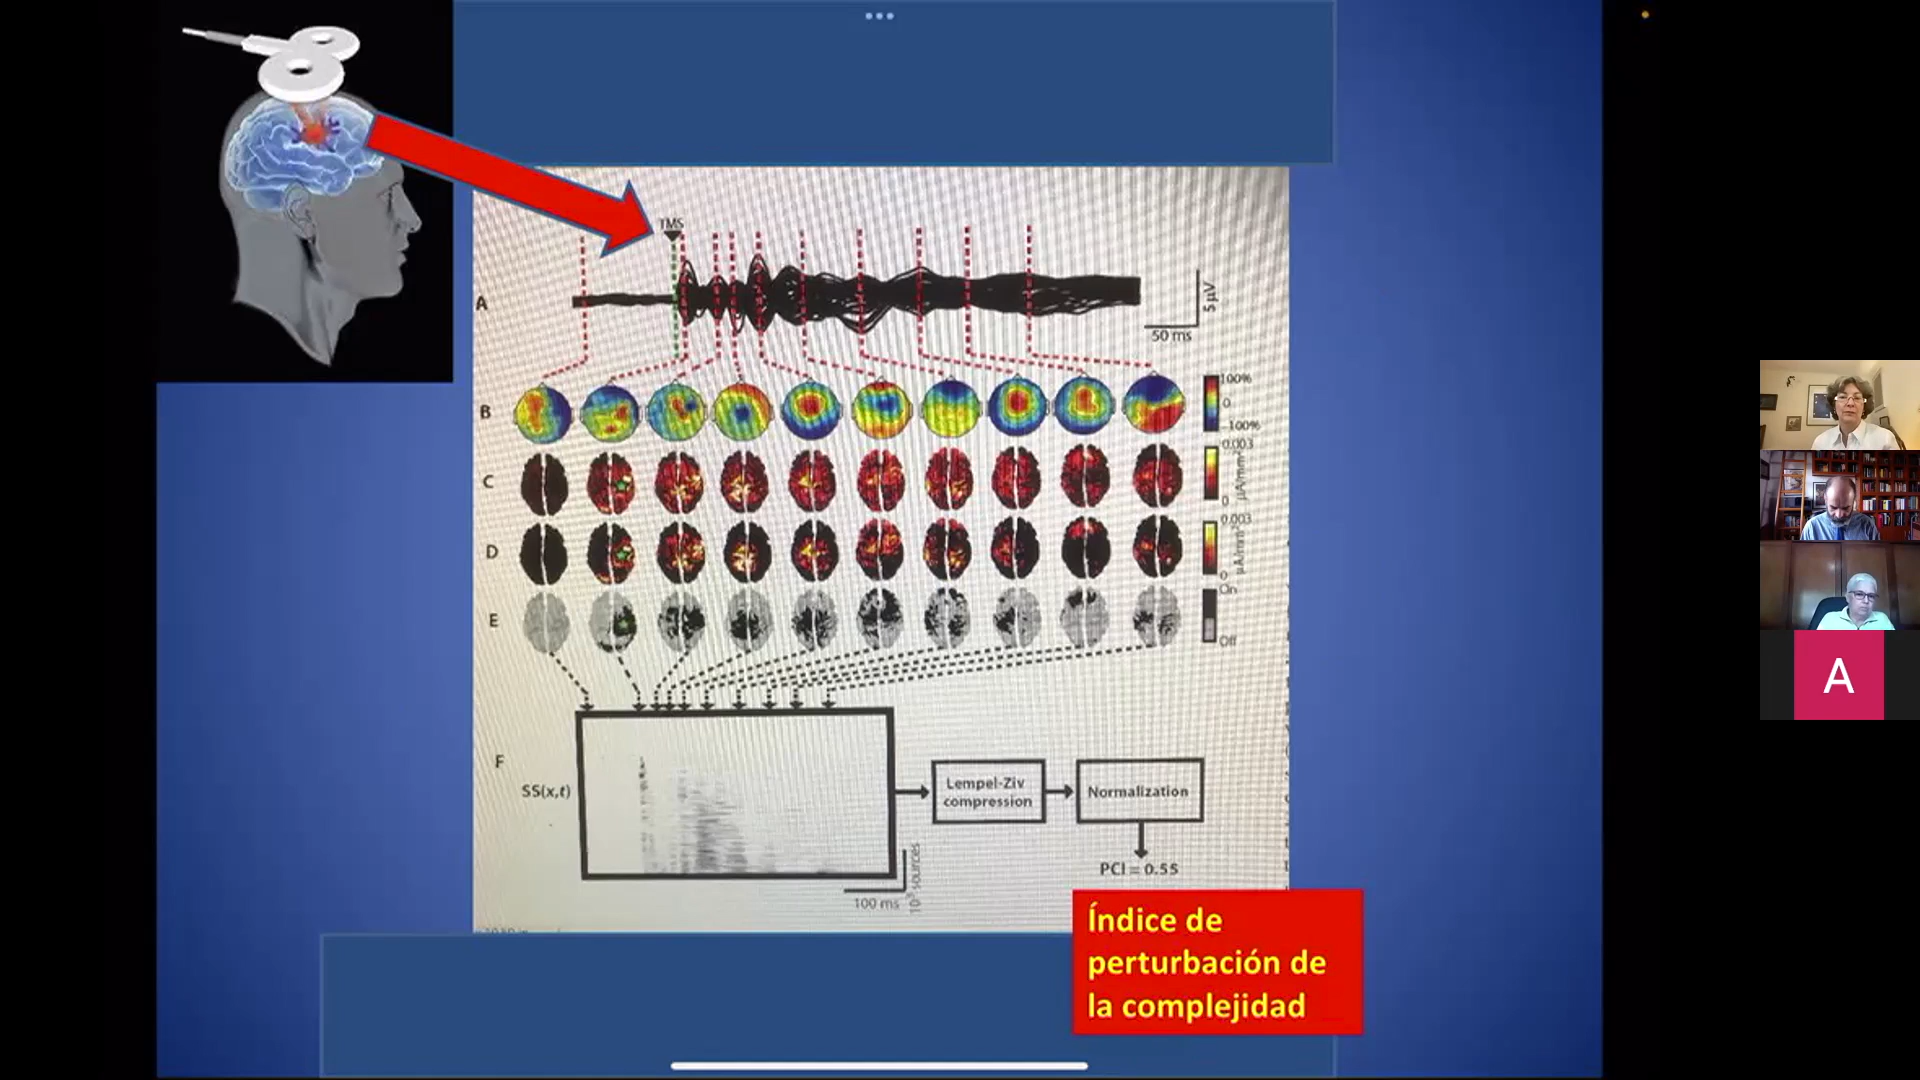 TMS
A
5 µV
50 ms
B
100%
0
-100%
C
0.003
0
µA/mm²
D
0.003
0
µA/mm²
E
On
Off
F
SS(x,t)
Lempel-Ziv
compression
Normalization
PCI = 0.55
100 ms
sources
Índice de
perturbación de
la complejidad
A